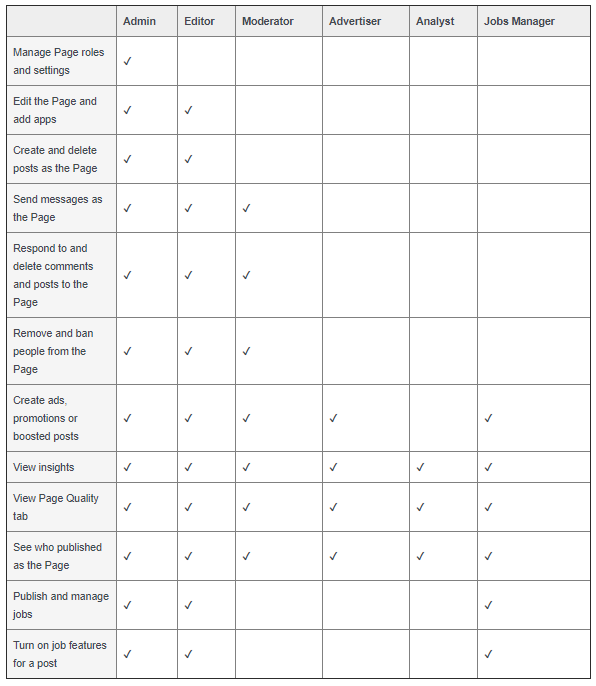 Admin Editor Moderator Advertiser Analyst Jobs Manager
Manage Page roles
and settings ✓
Edit the Page and
add apps ✓ ✓
Create and delete
posts as the Page ✓ ✓
Send messages as
the Page ✓ ✓ ✓
Respond to and
delete comments
and posts to the
Page ✓ ✓ ✓
Remove and ban
people from the
Page ✓ ✓ ✓
Create ads,
promotions or
boosted posts ✓ ✓ ✓ ✓ ✓
View insights ✓ ✓ ✓ ✓ ✓ ✓
View Page Quality
tab ✓ ✓ ✓ ✓ ✓ ✓
See who published
as the Page ✓ ✓ ✓ ✓ ✓ ✓
Publish and manage
jobs ✓ ✓ ✓
Turn on job features
for a post ✓ ✓ ✓